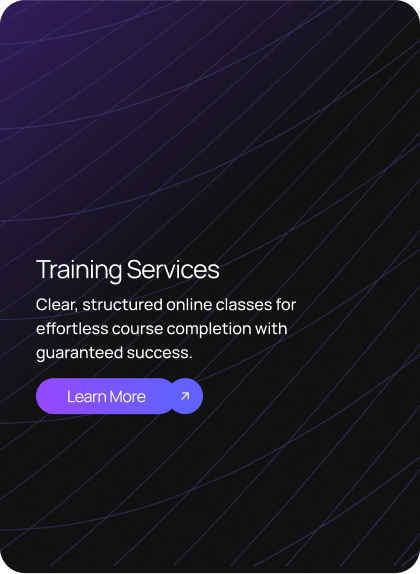 Training Services
Clear, structured online classes for
effortless course completion with
guaranteed success.
Learn More